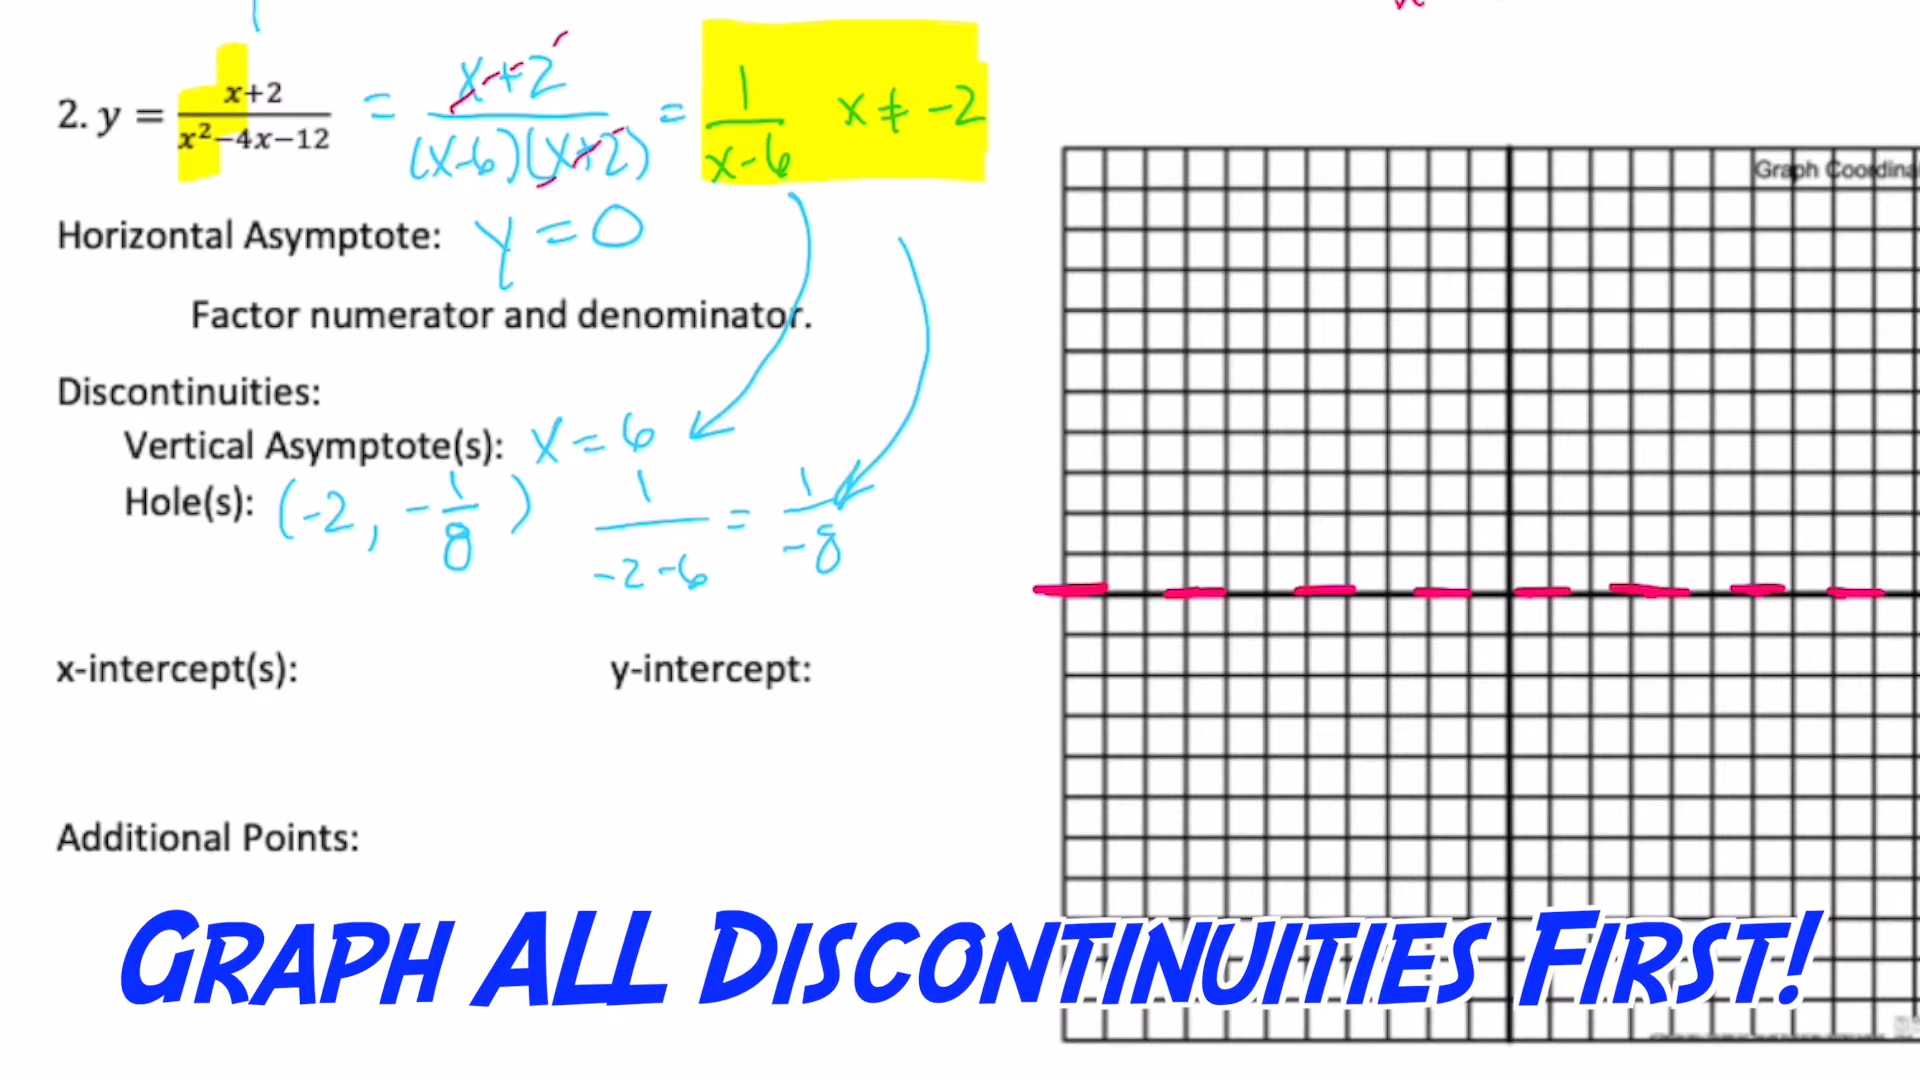 2. y = x+2 / x²−4x−12 = x+2 / (x-6)(x+2) = 1 / x-6 x ≠ -2
Horizontal Asymptote: y = 0
Factor numerator and denominator.
Discontinuities:
Vertical Asymptote(s): x = 6
Hole(s): (-2, -1/8) 1 / -2-6 = 1 / -8
x-intercept(s): y-intercept:
Additional Points:
Graph Coordina
GRAPH ALL DISCONTINUITIES FIRST!